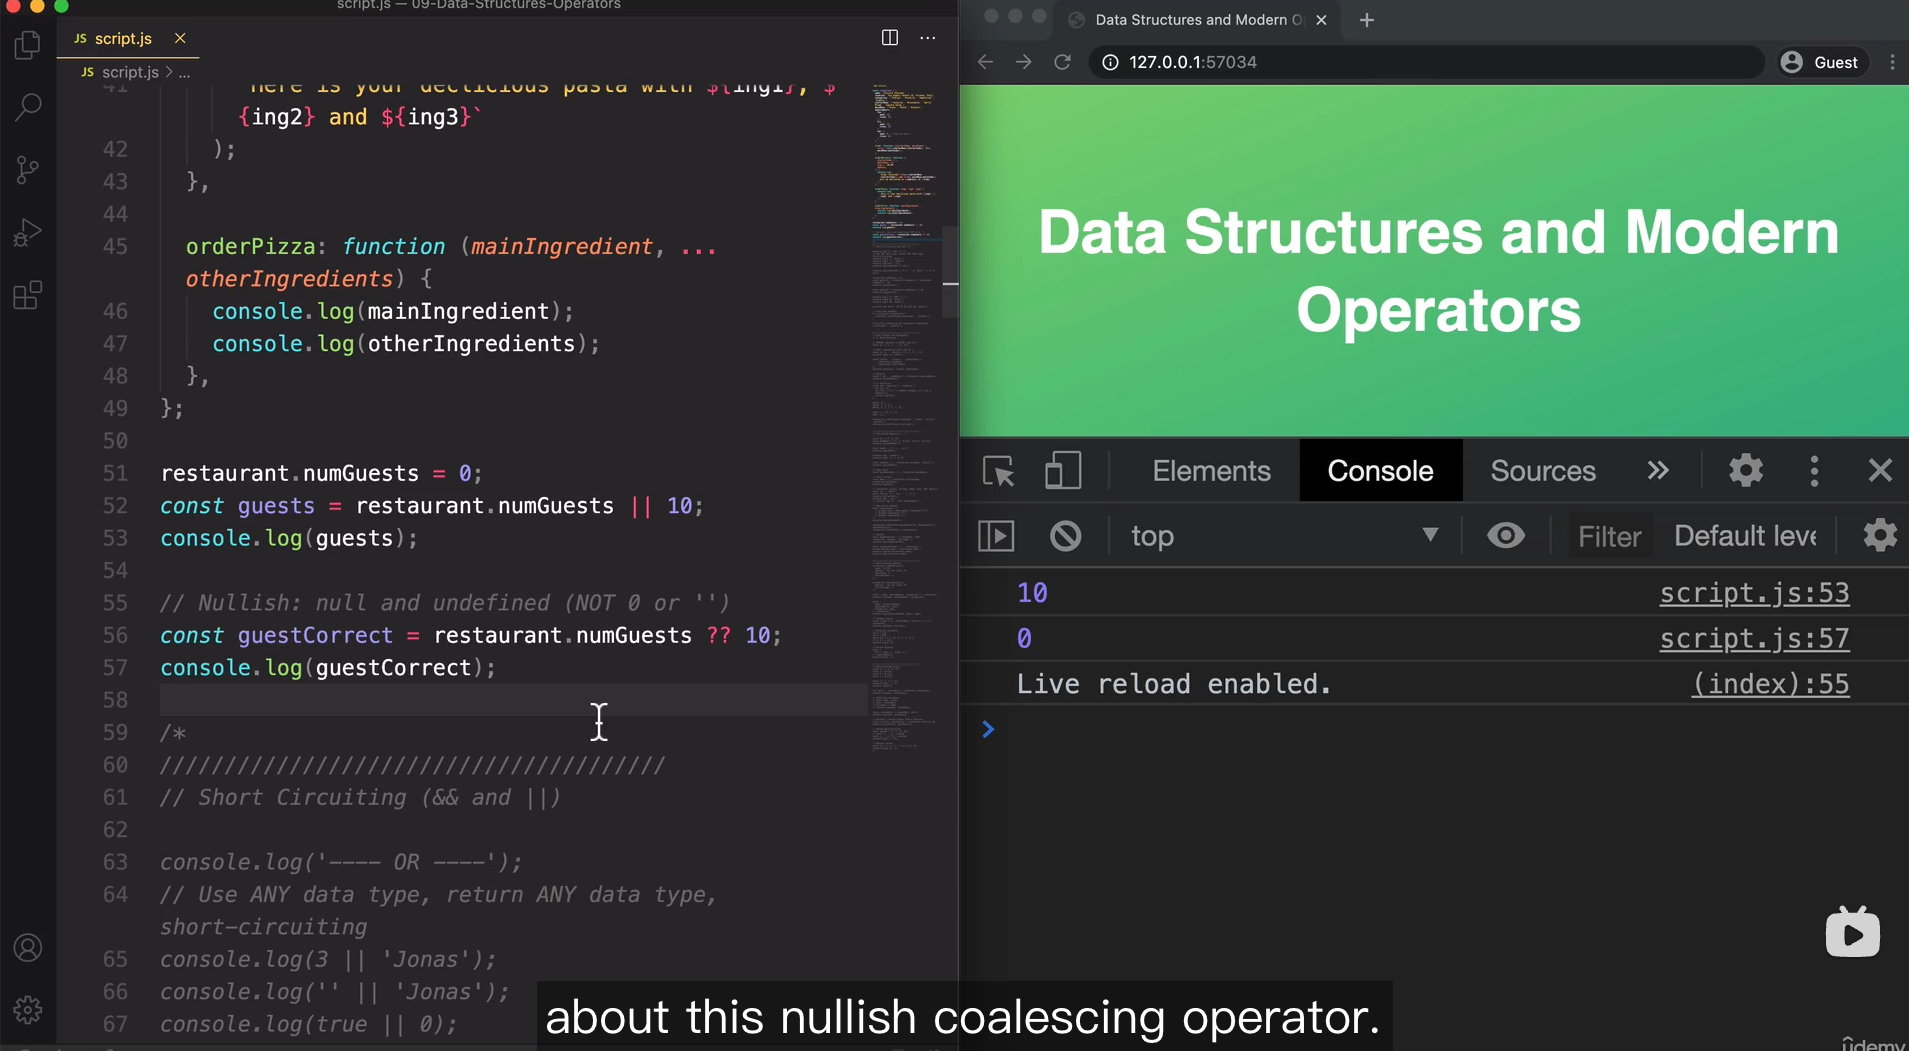 script.js — 09-Data-Structures-Operators
JS script.js ×
JS script.js > ...
41 `Here is your declicious pasta with ${ing1}, $
{ing2} and ${ing3}`
42 );
43 },
44
45 orderPizza: function (mainIngredient, ...
otherIngredients) {
46 console.log(mainIngredient);
47 console.log(otherIngredients);
48 },
49 };
50
51 restaurant.numGuests = 0;
52 const guests = restaurant.numGuests || 10;
53 console.log(guests);
54
55 // Nullish: null and undefined (NOT 0 or '')
56 const guestCorrect = restaurant.numGuests ?? 10;
57 console.log(guestCorrect);
58
59 /*
60 ///////////////////////////////////////
61 // Short Circuiting (&& and ||)
62
63 console.log('---- OR ----');
64 // Use ANY data type, return ANY data type,
short-circuiting
65 console.log(3 || 'Jonas');
66 console.log('' || 'Jonas');
67 console.log(true || 0);
Data Structures and Modern O
127.0.0.1:57034
Guest
Data Structures and Modern
Operators
Elements Console Sources »
top Filter Default leve
10 script.js:53
0 script.js:57
Live reload enabled. (index):55
>
about this nullish coalescing operator.
ûdemy